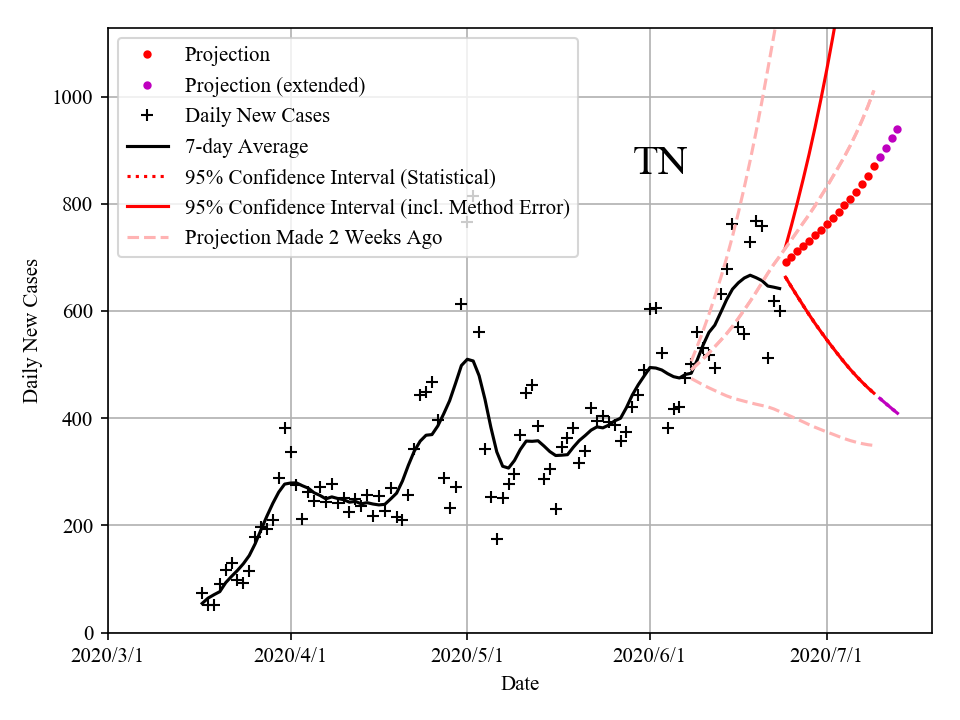 Projection
Projection (extended)
Daily New Cases
7-day Average
95% Confidence Interval (Statistical)
95% Confidence Interval (incl. Method Error)
Projection Made 2 Weeks Ago
TN
1000
800
600
400
200
0
Daily New Cases
2020/3/1 2020/4/1 2020/5/1 2020/6/1 2020/7/1
Date